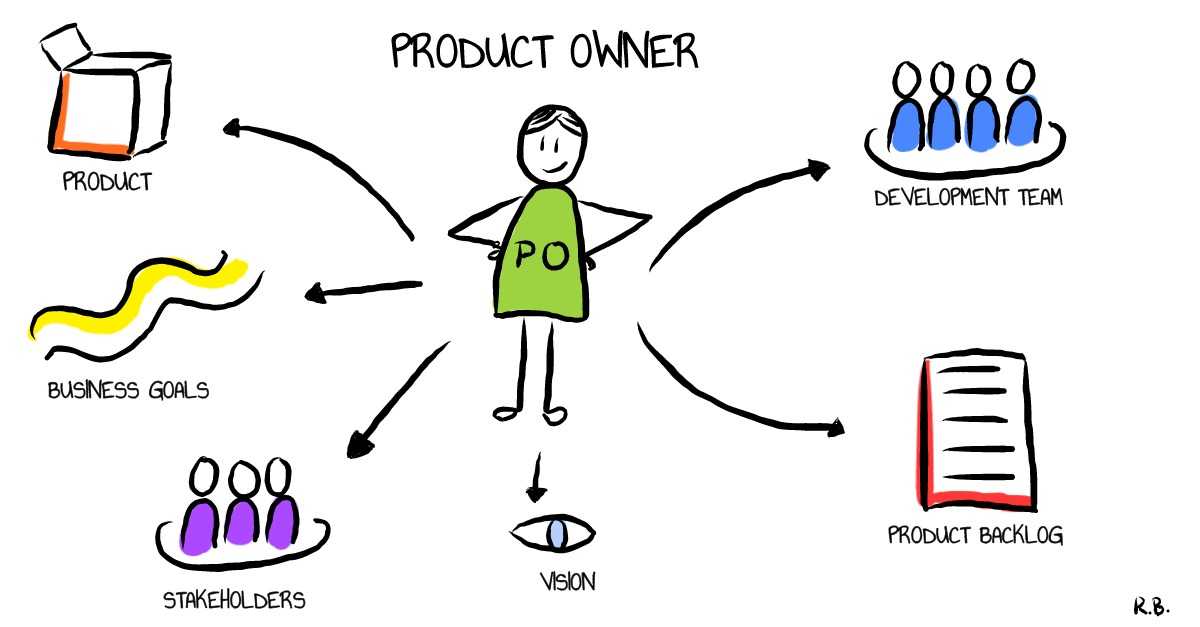 PRODUCT OWNER
PRODUCT
DEVELOPMENT TEAM
PO
BUSINESS GOALS
PRODUCT BACKLOG
STAKEHOLDERS
VISION
R.B.